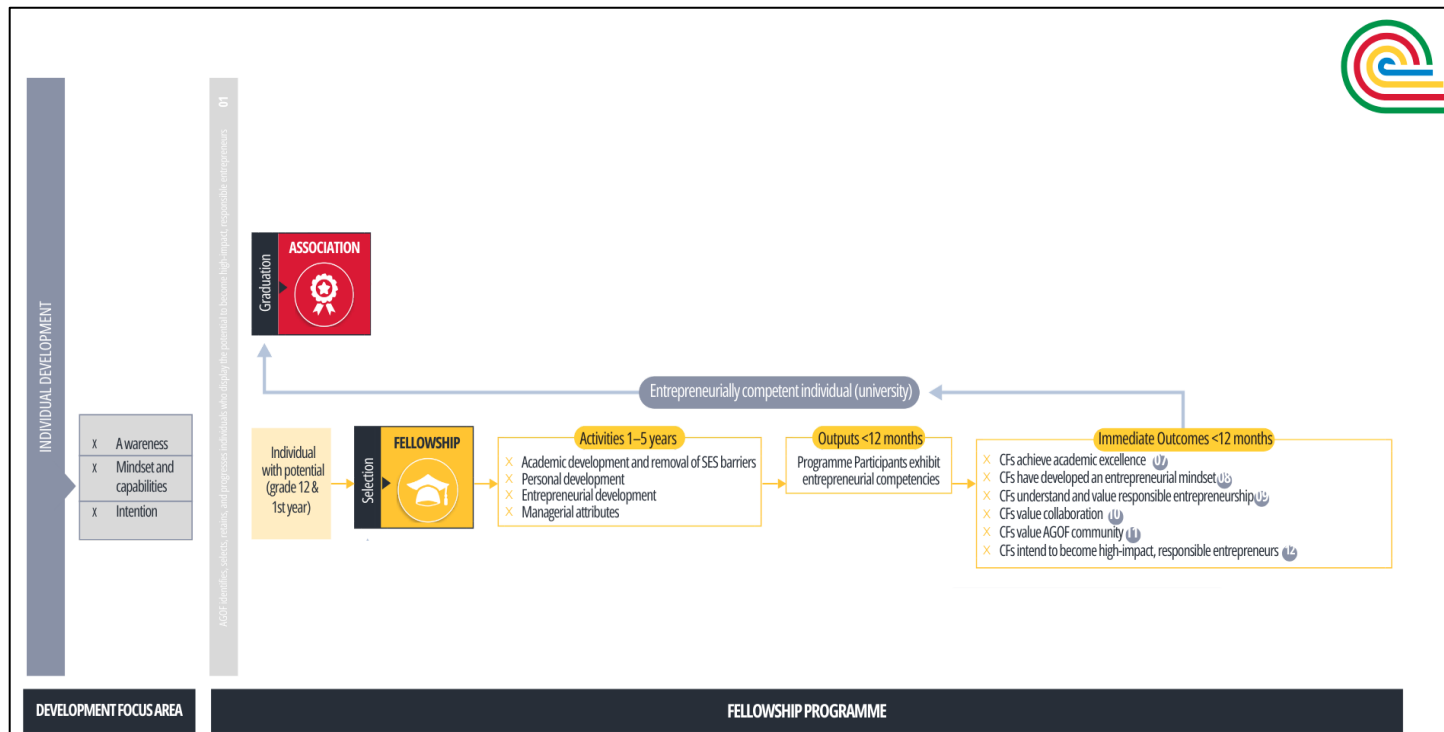 INDIVIDUAL DEVELOPMENT
x Awareness
x Mindset and
capabilities
x Intention
AGOF identifies, selects, retains, and progresses individuals who display the potential to become high-impact, responsible entrepreneurs 01
Graduation
ASSOCIATION
Entrepreneurially competent individual (university)
Individual
with potential
(grade 12 &
1st year)
Selection
FELLOWSHIP
Activities 1–5 years
X Academic development and removal of SES barriers
X Personal development
X Entrepreneurial development
X Managerial attributes
Outputs <12 months
Programme Participants exhibit
entrepreneurial competencies
Immediate Outcomes <12 months
X CFs achieve academic excellence 07
X CFs have developed an entrepreneurial mindset 08
X CFs understand and value responsible entrepreneurship 09
X CFs value collaboration 10
X CFs value AGOF community 11
X CFs intend to become high-impact, responsible entrepreneurs 12
DEVELOPMENT FOCUS AREA
FELLOWSHIP PROGRAMME